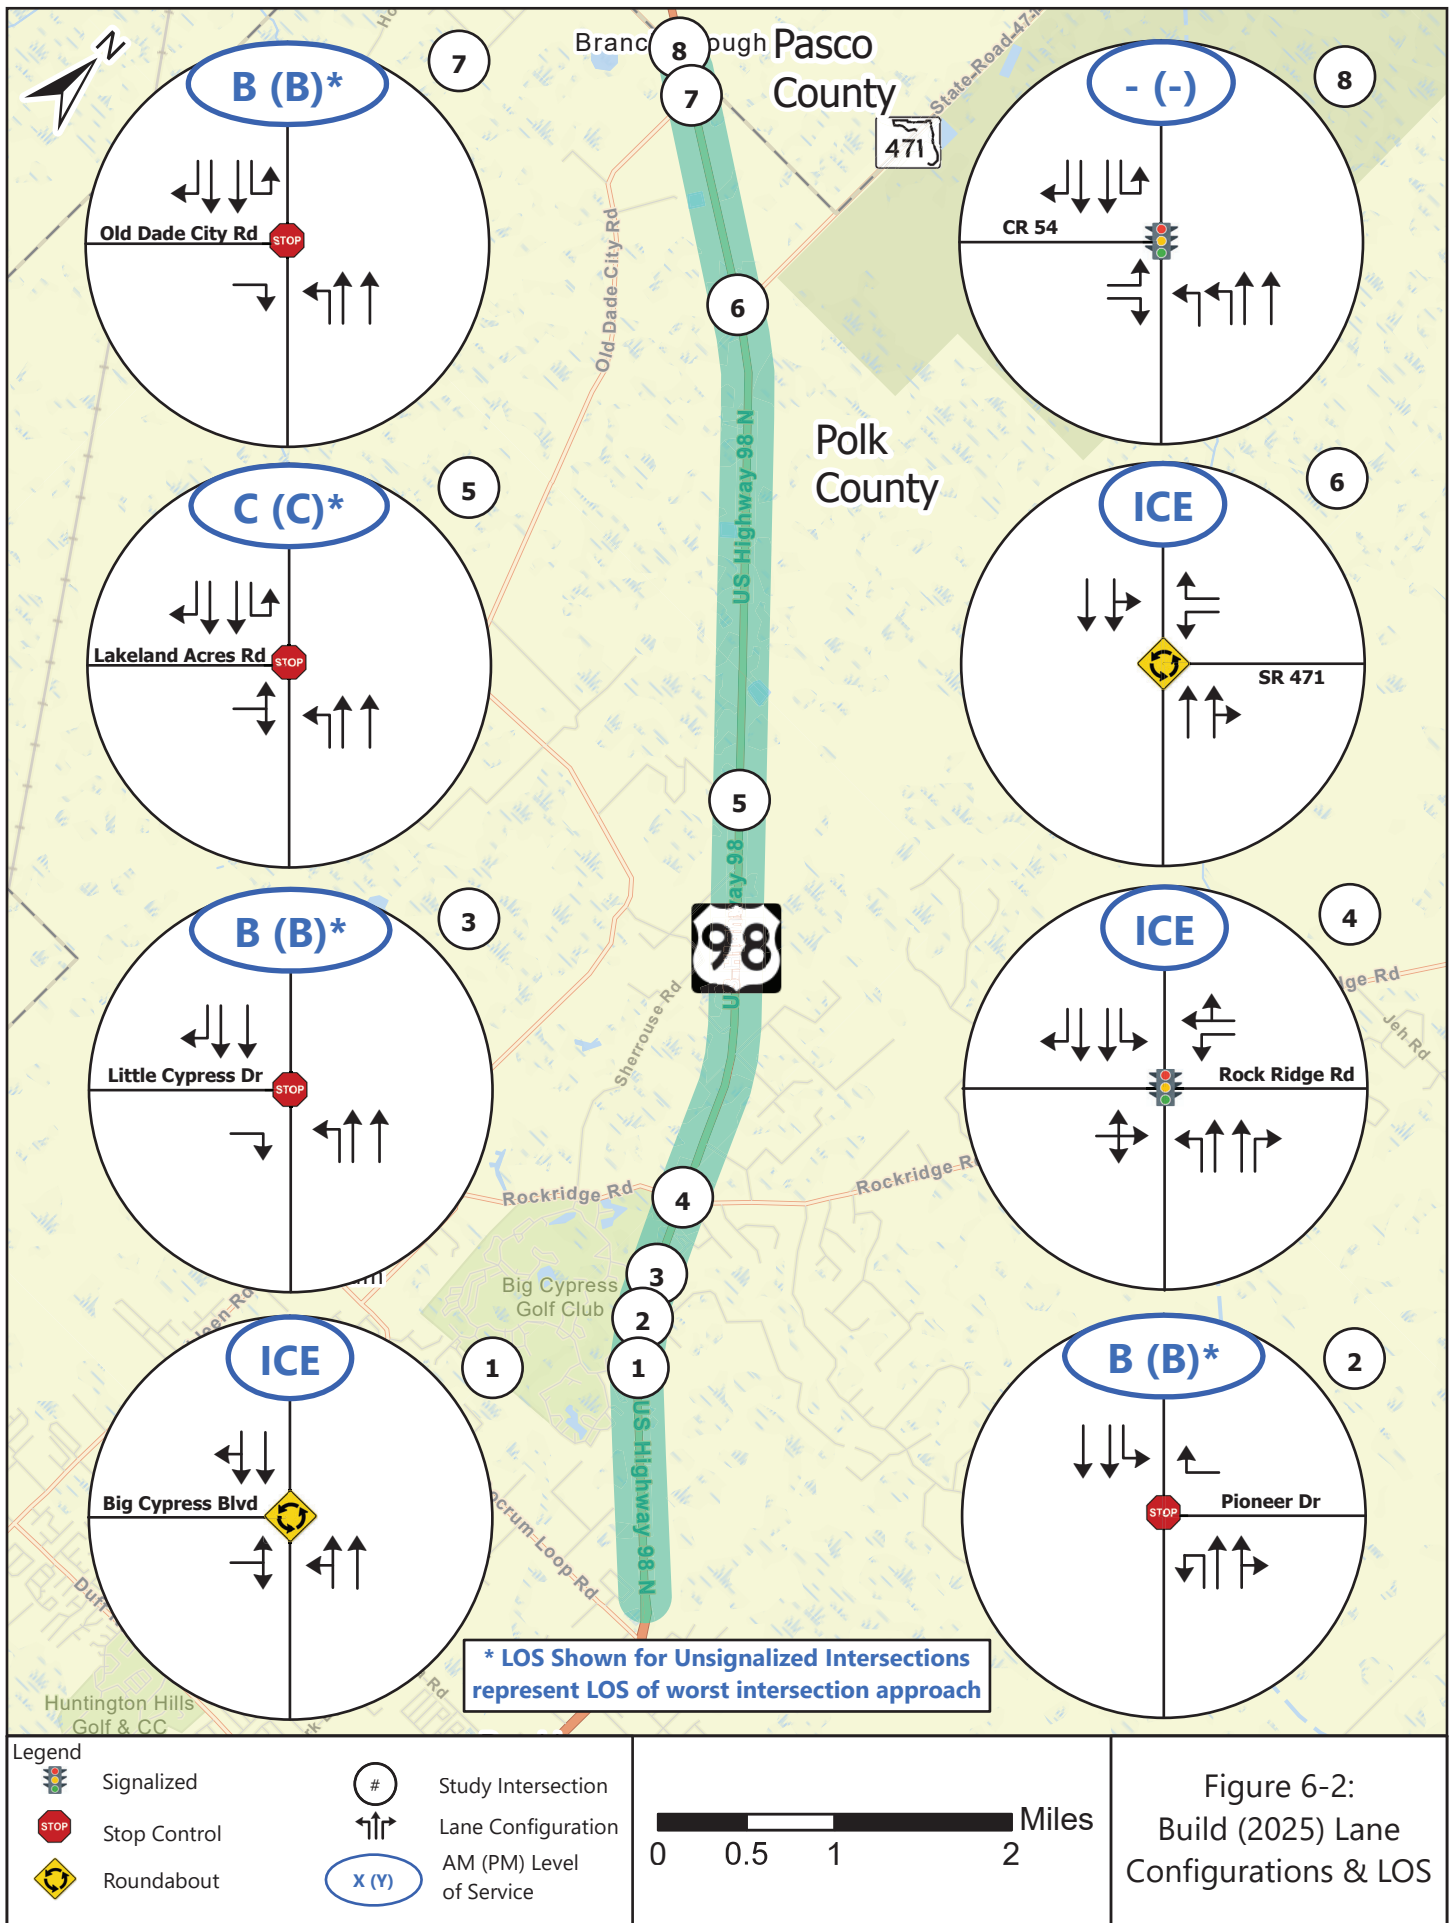 N
B (B)*
7
STOP
Old Dade City Rd
8
7
Pasco
County
471
State-Road-471
- (-)
8
CR 54
Old Dade City Rd
6
Polk
County
US Highway 98 N
C (C)*
5
Lakeland Acres Rd
STOP
ICE
6
SR 471
5
98
B (B)*
3
Little Cypress Dr
STOP
Sherrouse Rd
ICE
4
Rock Ridge Rd
Jeh Rd
Rockridge Rd
4
Rockridge R
3
Big Cypress
Golf Club
2
1
US Highway 98 N
ICE
1
Big Cypress Blvd
B (B)*
2
Pioneer Dr
STOP
Loop Rd
Huntington Hills
Golf & CC
* LOS Shown for Unsignalized Intersections
represent LOS of worst intersection approach
Legend
Signalized
STOP
Stop Control
Roundabout
#
Study Intersection
Lane Configuration
X (Y)
AM (PM) Level
of Service
Miles
0 0.5 1 2
Figure 6-2:
Build (2025) Lane
Configurations & LOS